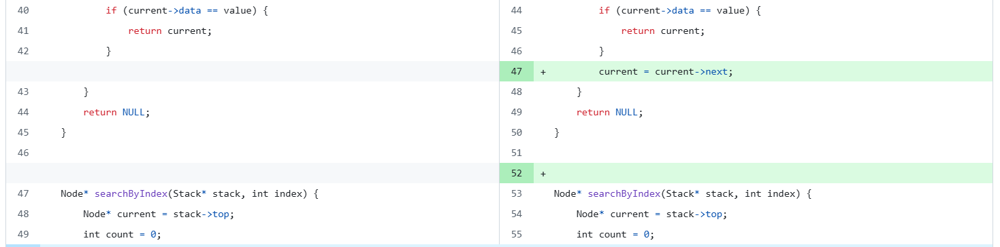 40 if (current->data == value) {
41 return current;
42 }
43 }
44 return NULL;
45 }
46
47 Node* searchByIndex(Stack* stack, int index) {
48 Node* current = stack->top;
49 int count = 0;
44 if (current->data == value) {
45 return current;
46 }
47 + current = current->next;
48 }
49 return NULL;
50 }
51
52 +
53 Node* searchByIndex(Stack* stack, int index) {
54 Node* current = stack->top;
55 int count = 0;